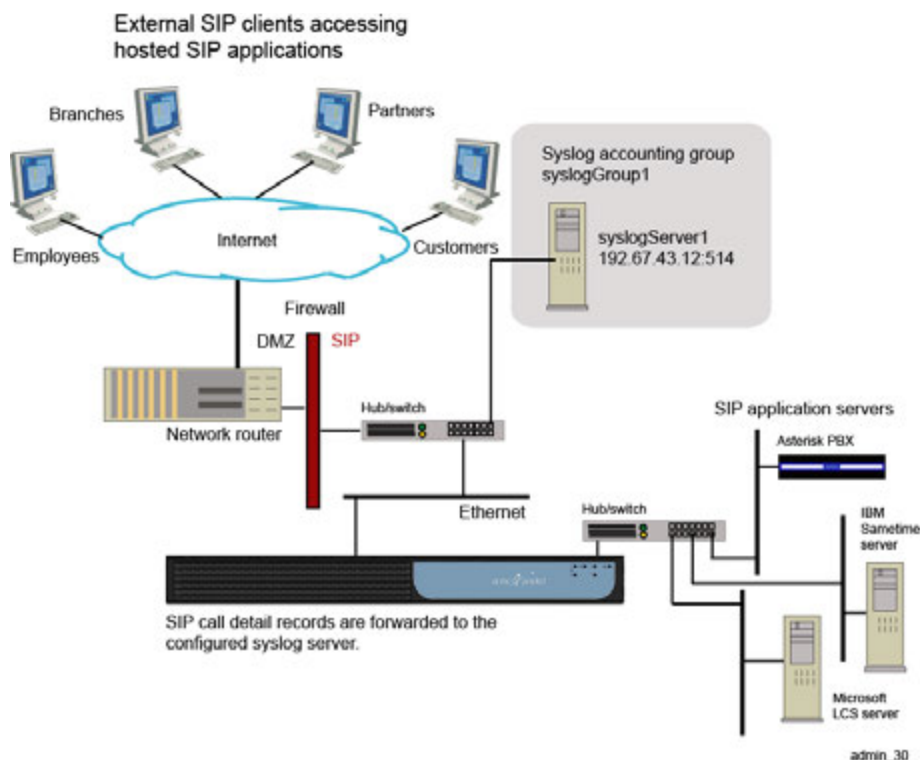 External SIP clients accessing
hosted SIP applications
Branches
Partners
Employees
Internet
Customers
Syslog accounting group
syslogGroup1
syslogServer1
192.67.43.12:514
Firewall
DMZ
SIP
Network router
Hub/switch
Ethernet
SIP application servers
Asterisk PBX
Hub/switch
IBM
Sametime
server
SIP call detail records are forwarded to the
configured syslog server.
Microsoft
LCS server
admin_30